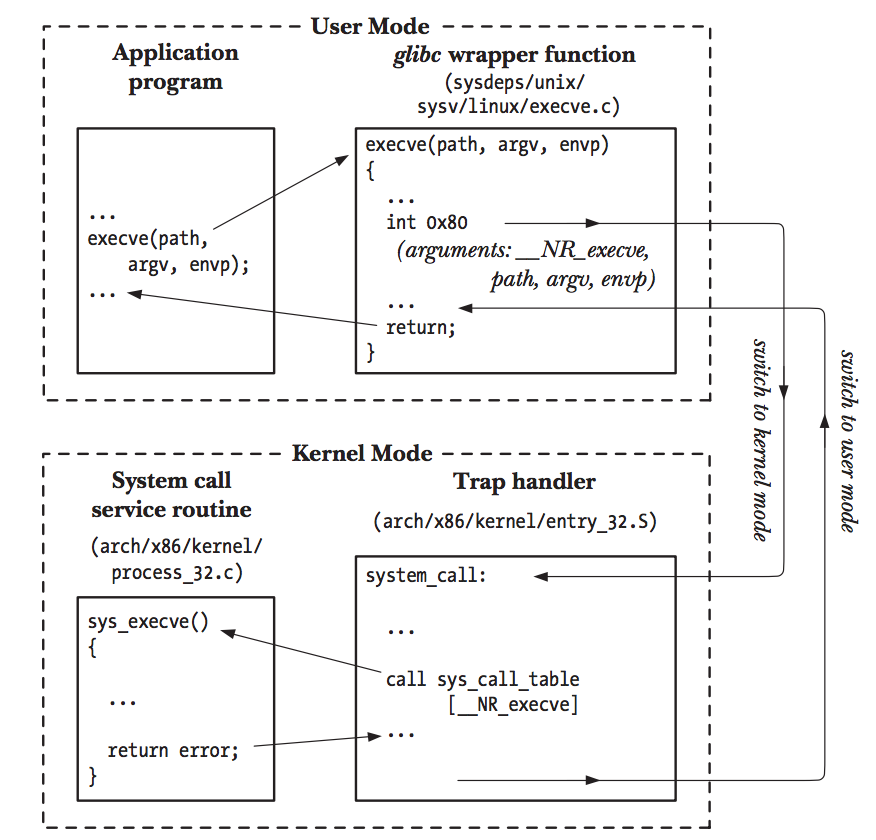 User Mode
Application
program
glibc wrapper function
(sysdeps/unix/
sysv/linux/execve.c)
...
execve(path,
argv, envp);
...
execve(path, argv, envp)
{
...
int 0x80
(arguments: __NR_execve,
path, argv, envp)
...
return;
}
switch to kernel mode
switch to user mode
Kernel Mode
System call
service routine
(arch/x86/kernel/
process_32.c)
sys_execve()
{
...
return error;
}
Trap handler
(arch/x86/kernel/entry_32.S)
system_call:
...
call sys_call_table
[__NR_execve]
...